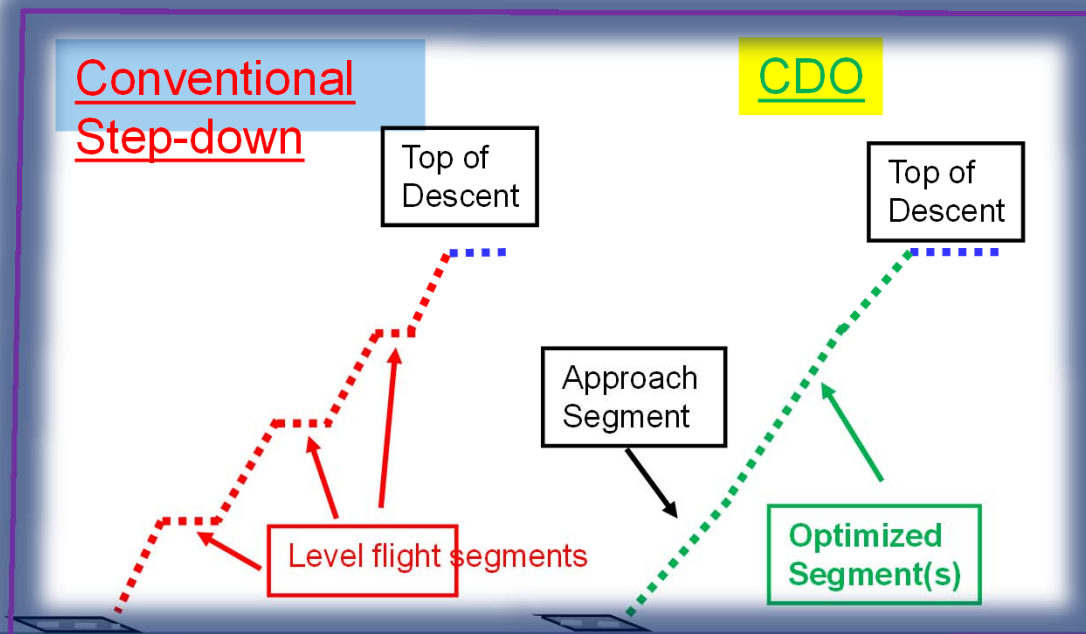 Conventional
Step-down
CDO
Top of
Descent
Top of
Descent
Approach
Segment
Level flight segments
Optimized
Segment(s)